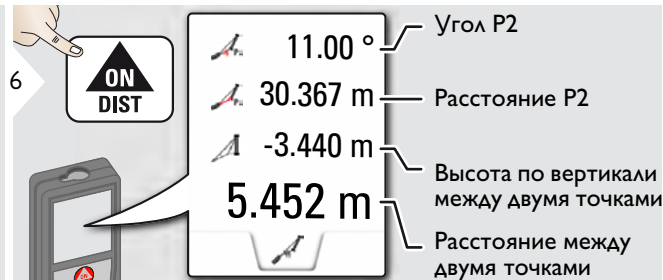 6
ON
DIST
11.00 °
Угол P2
30.367 m
Расстояние P2
-3.440 m
Высота по вертикали
между двумя точками
5.452 m
Расстояние между
двумя точками
ON